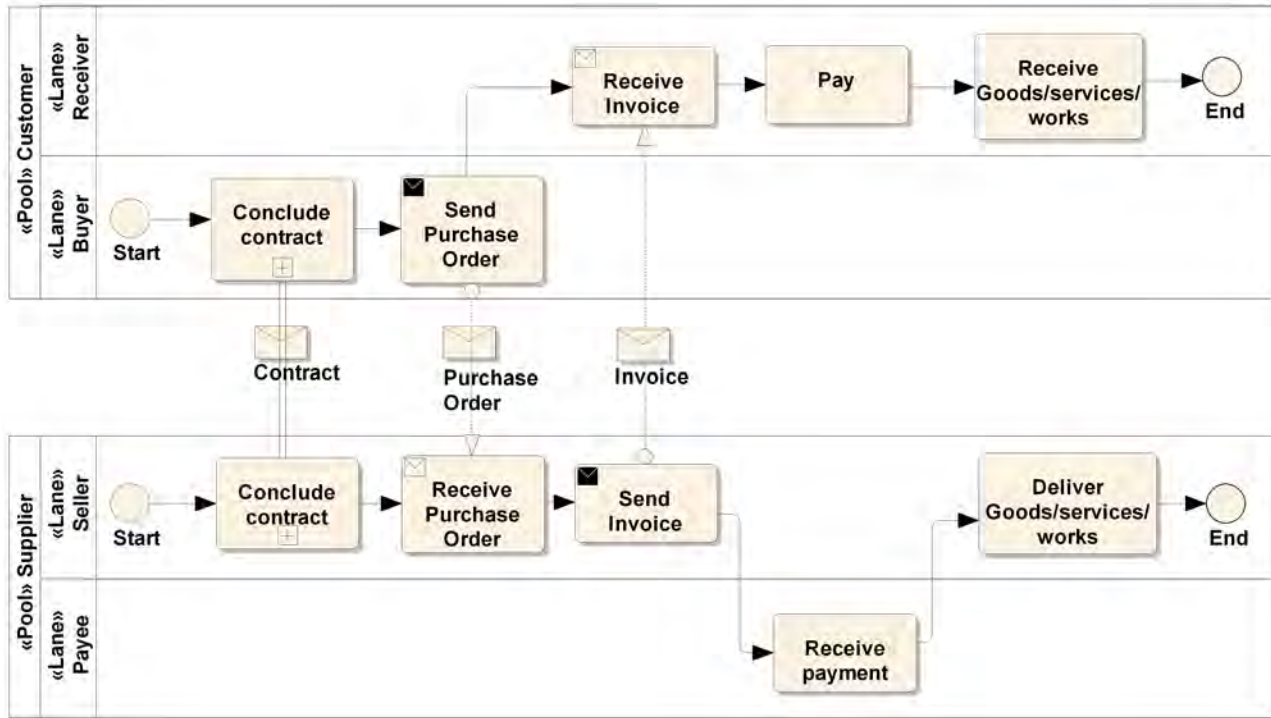 «Pool» Customer
«Lane»
Receiver
Receive
Invoice
Pay
Receive
Goods/services/
works
End
«Lane»
Buyer
Start
Conclude
contract
Send
Purchase
Order
Contract
Purchase
Order
Invoice
«Pool» Supplier
«Lane»
Seller
Start
Conclude
contract
Receive
Purchase
Order
Send
Invoice
Deliver
Goods/services/
works
End
«Lane»
Payee
Receive
payment